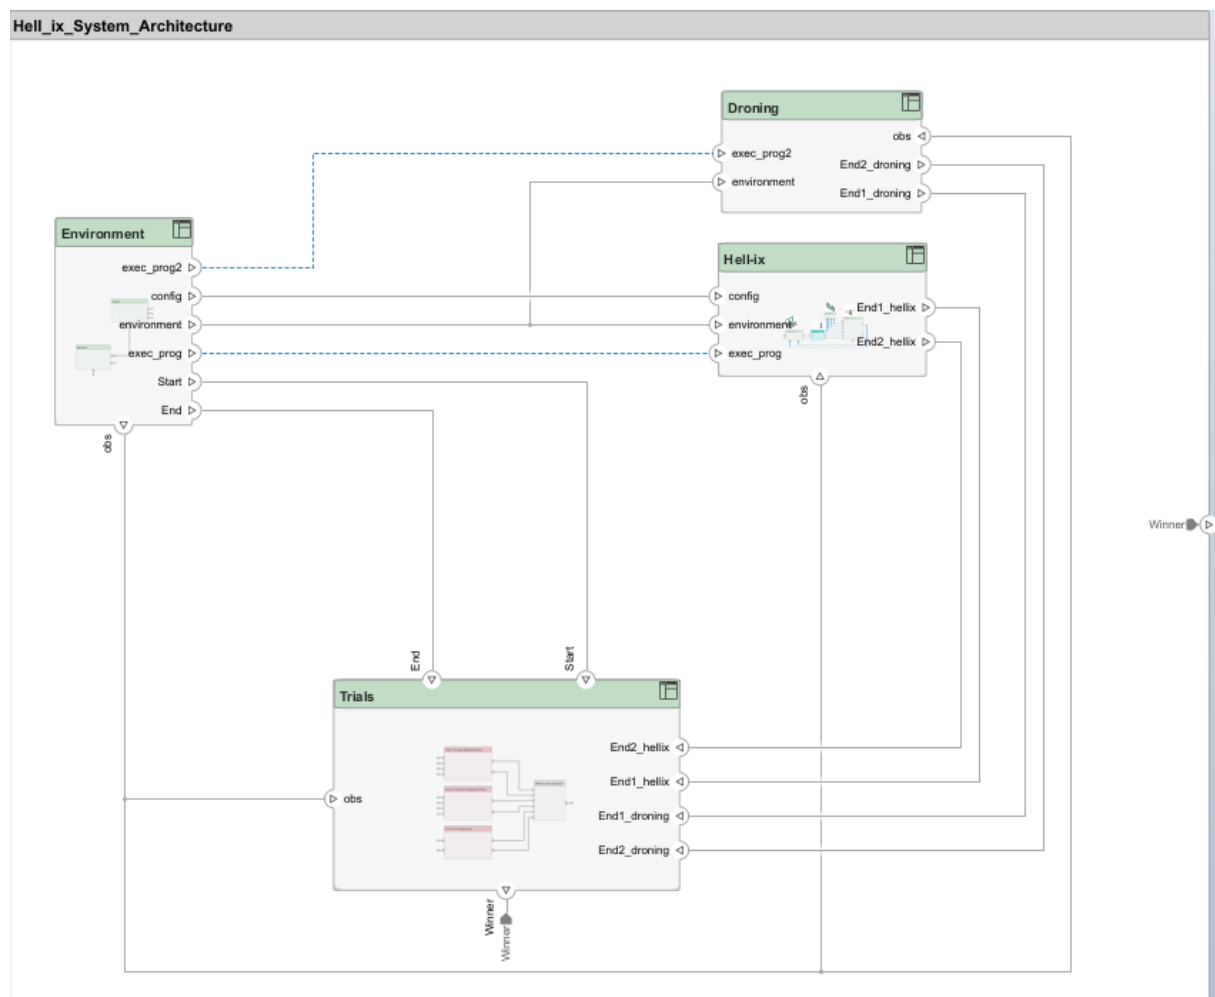 Hell_ix_System_Architecture
Droning
obs
exec_prog2
End2_droning
environment
End1_droning
Environment
exec_prog2
config
environment
exec_prog
Start
End
obs
Hell-ix
config
End1_hellix
environment
End2_hellix
exec_prog
obs
Winner
End
Start
Trials
End2_hellix
End1_hellix
obs
End1_droning
End2_droning
Winner
Winner